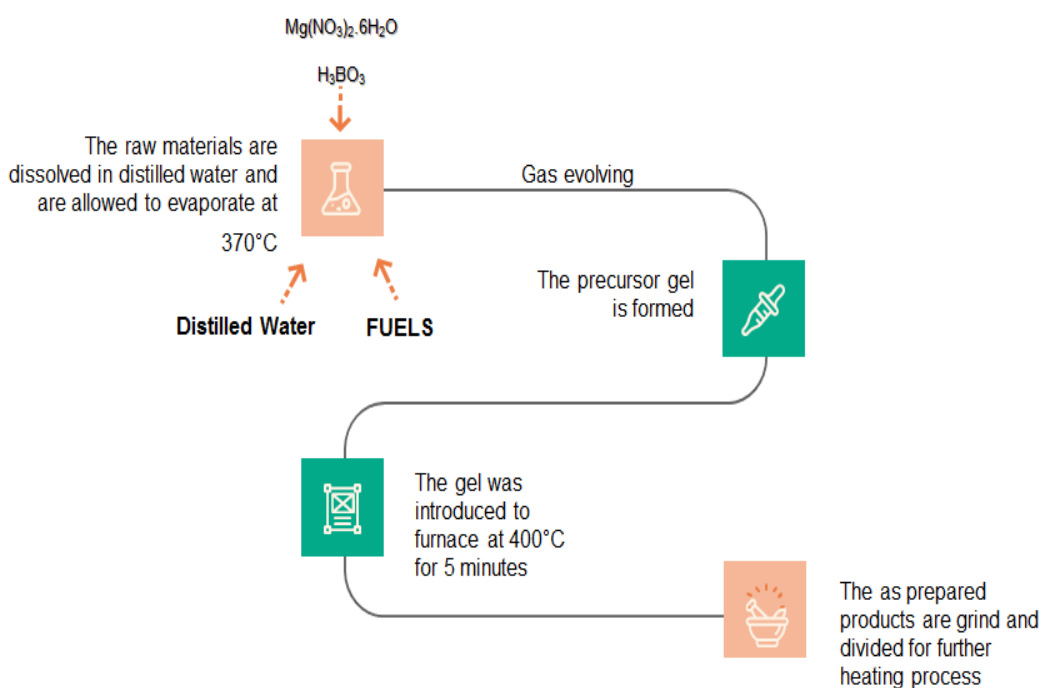 Mg(NO₃)₂.6H₂O
H₃BO₃
The raw materials are
dissolved in distilled water and
are allowed to evaporate at
370°C
Distilled Water
FUELS
Gas evolving
The precursor gel
is formed
The gel was
introduced to
furnace at 400°C
for 5 minutes
The as prepared
products are grind and
divided for further
heating process